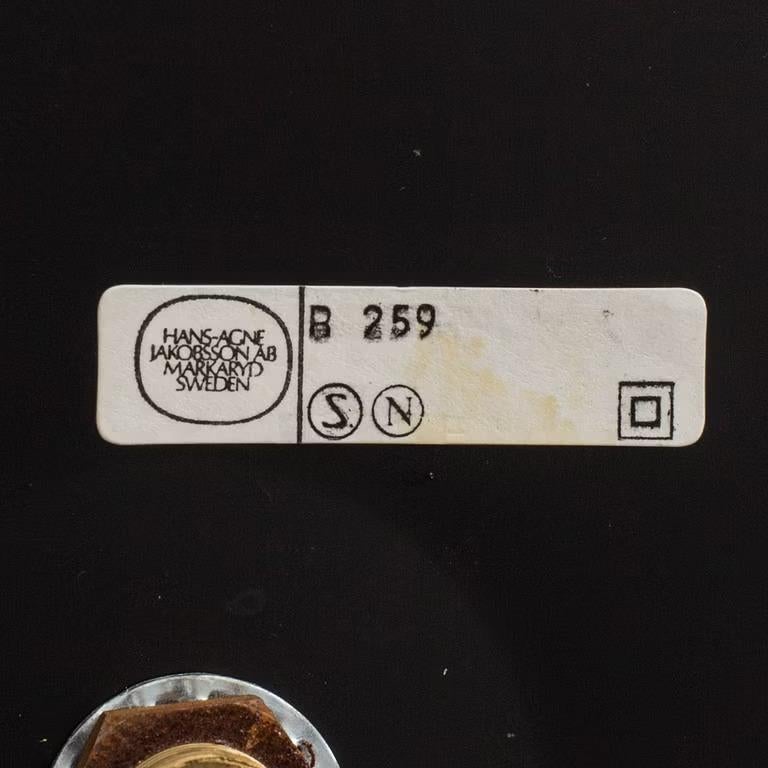 HANS-AGNE
JAKOBSSON AB
MARKARYD
SWEDEN
B 259
S N